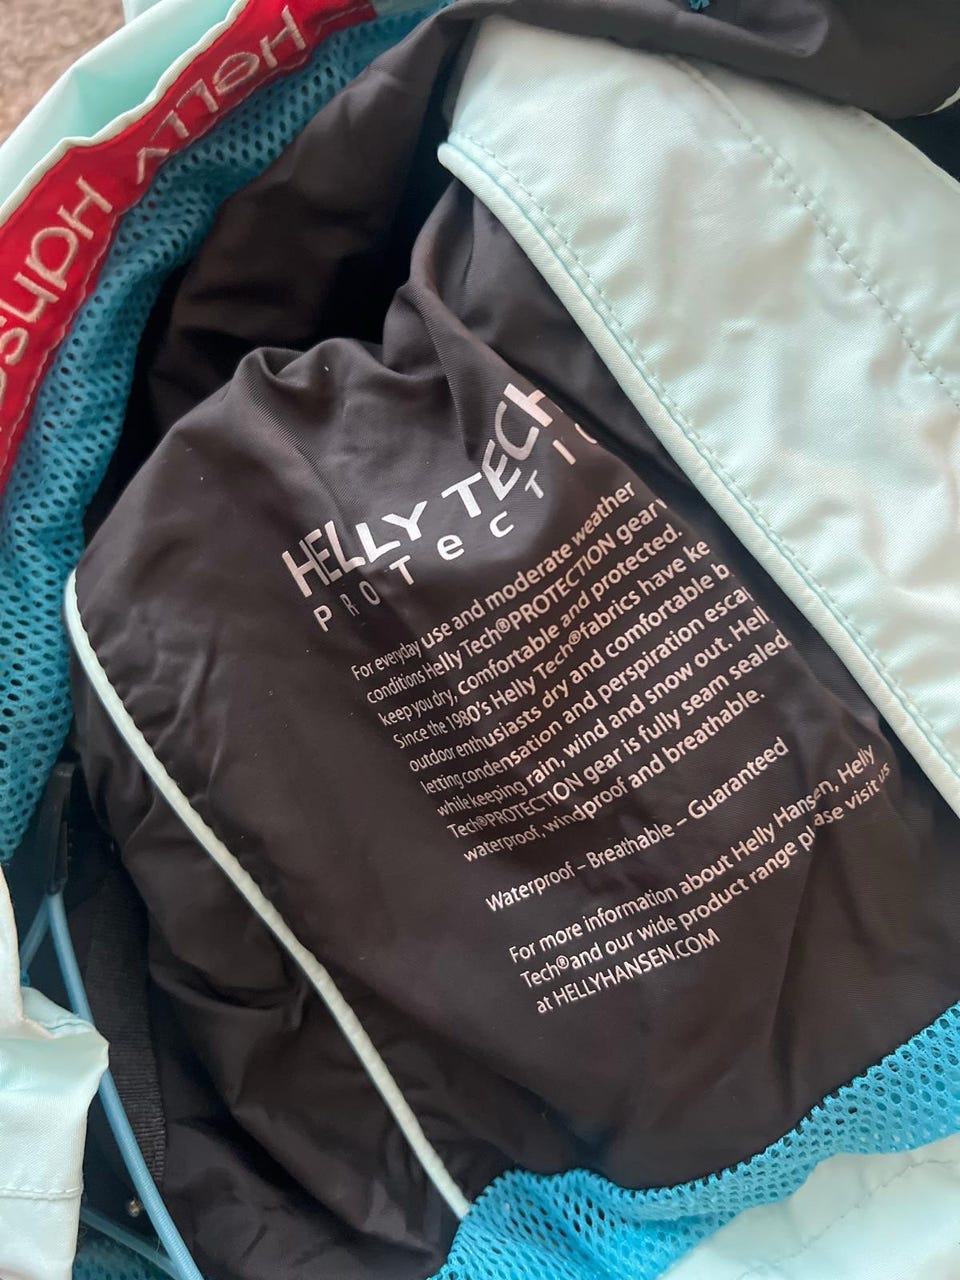 Helly Hans
HELLY TECH
PROTECTIO
For everyday use and moderate weather
conditions Helly Tech®PROTECTION gear
keep you dry, comfortable and protected.
Since the 1980's Helly Tech®fabrics have ke
outdoor enthusiasts dry and comfortable b
letting condensation and perspiration esca
while keeping rain, wind and snow out. Hell
Tech®PROTECTION gear is fully seam sealed
waterproof, windproof and breathable.
Waterproof – Breathable – Guaranteed
For more information about Helly Hansen, Helly
Tech®and our wide product range please visit us
at HELLYHANSEN.COM